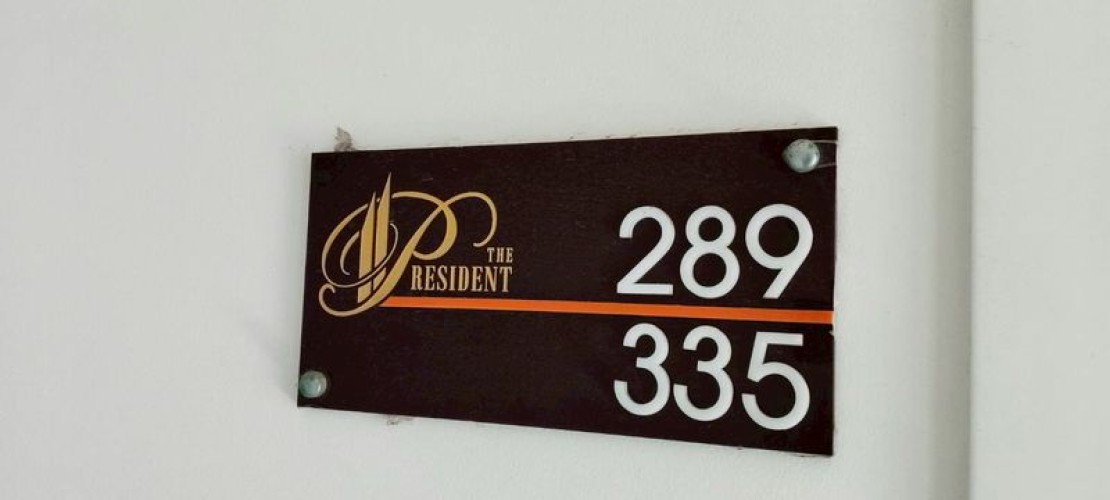 THE
PRESIDENT
289
335